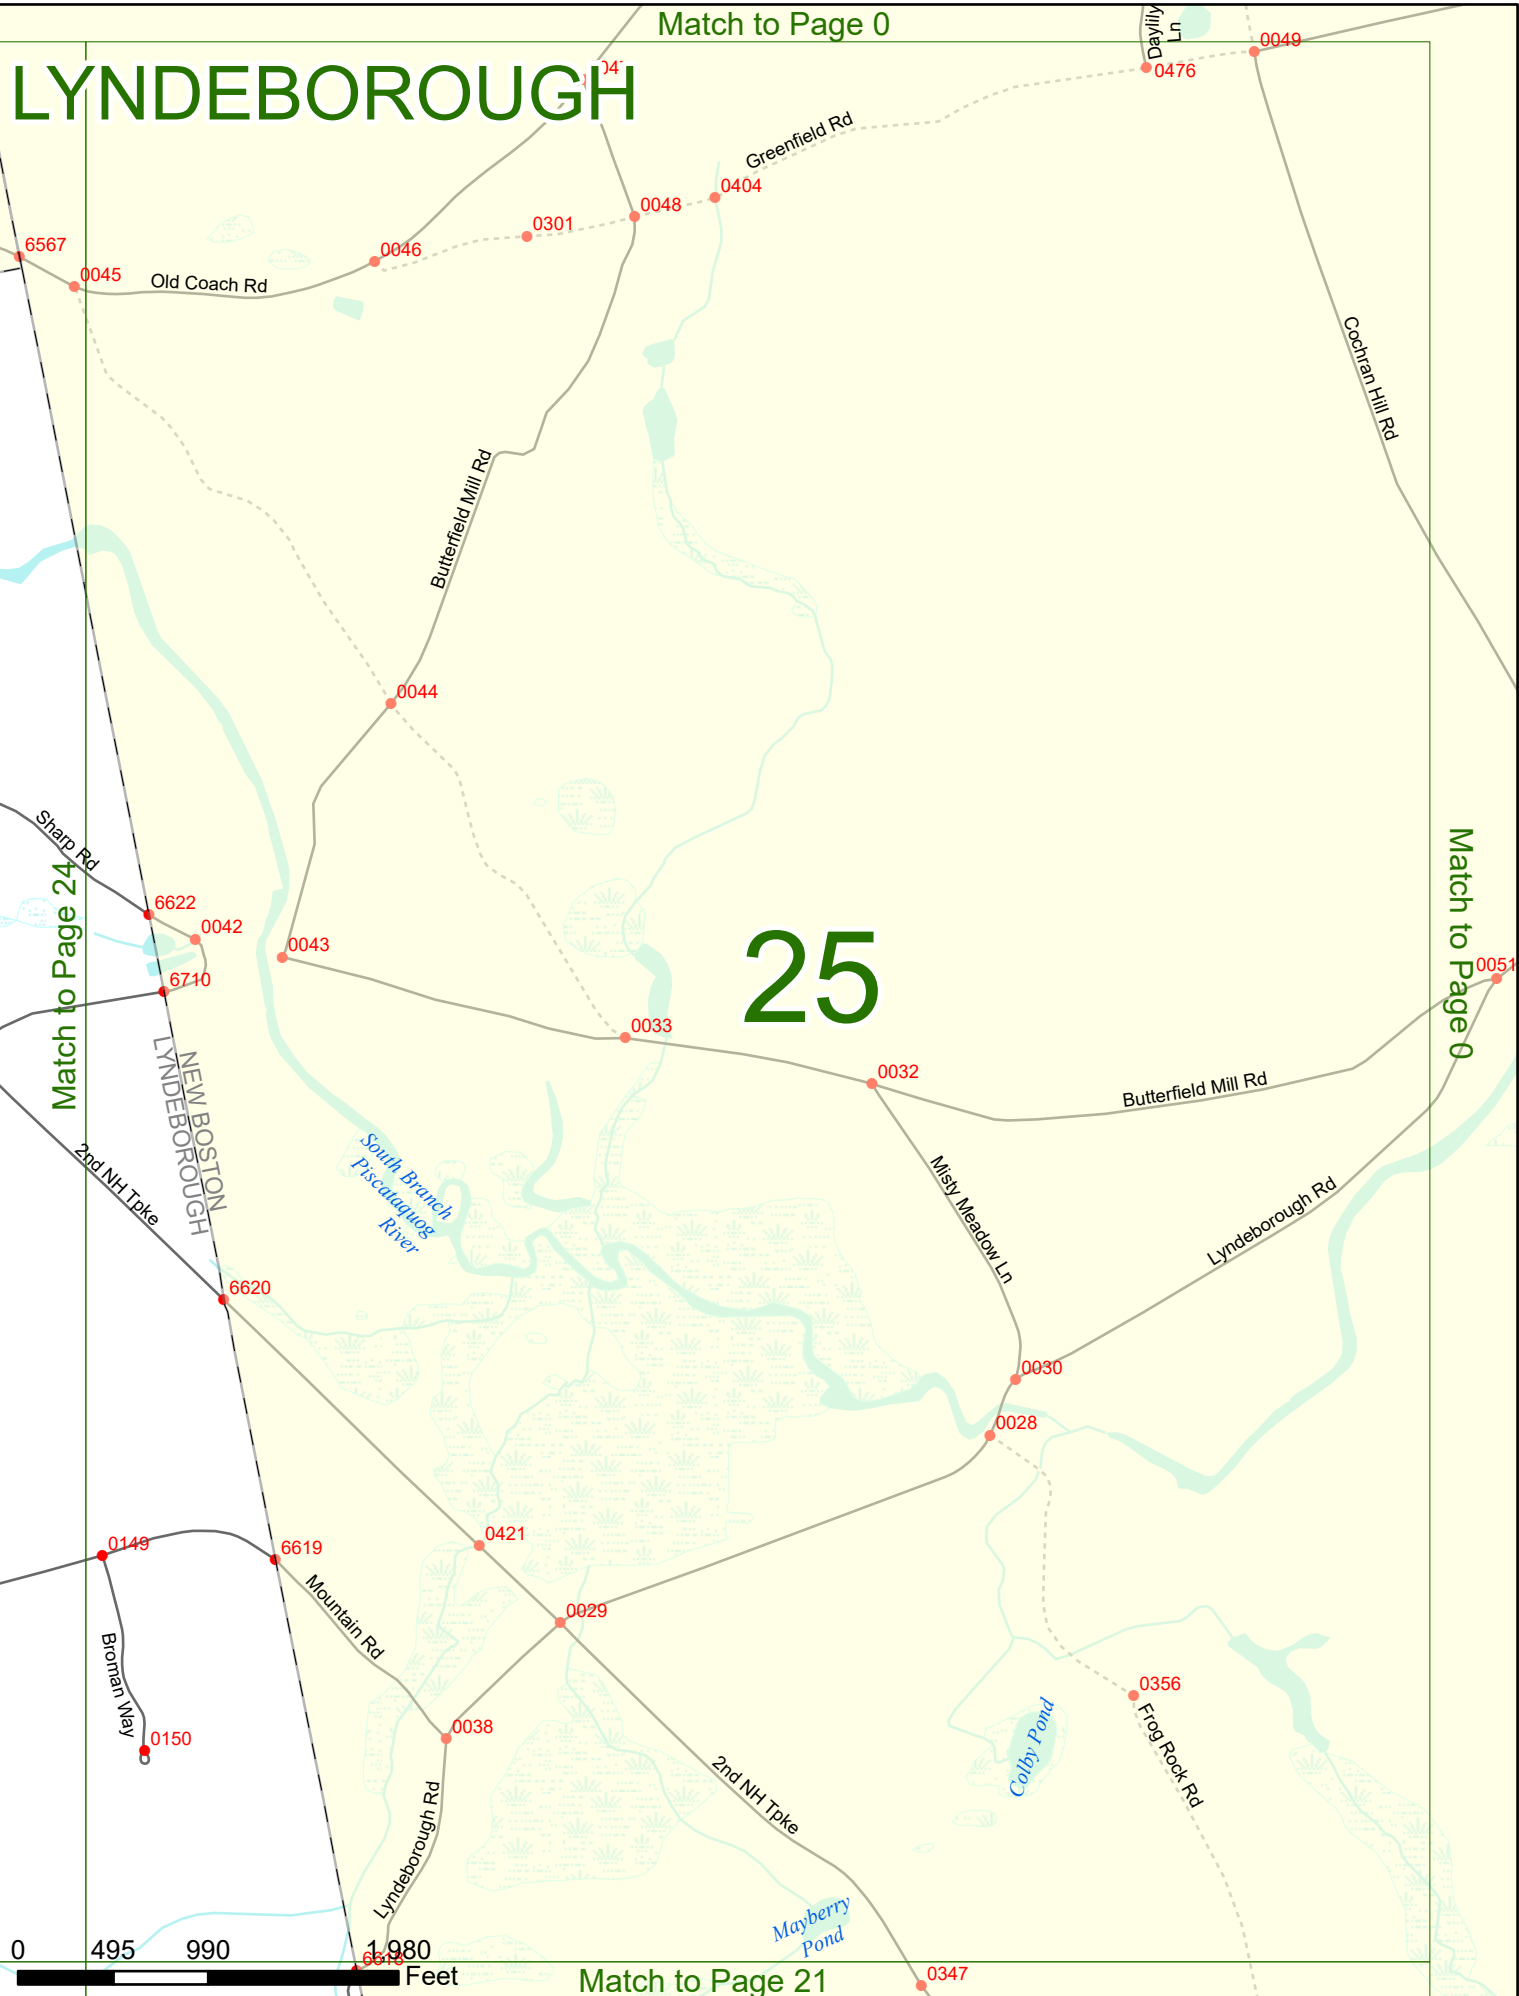 Match to Page 0
LYNDEBOROUGH
Daylily
Ln
0049
0476
Greenfield Rd
0404
0048
0301
0046
6567
0045
Old Coach Rd
Cochran Hill Rd
Butterfield Mill Rd
0044
Sharp Rd
Match to Page 24
6622
0042
0043
6710
25
Match to Page 0
0051
0033
0032
NEW BOSTON
LYNDEBOROUGH
Butterfield Mill Rd
2nd NH Tpke
South Branch
Piscataquog
River
Misty Meadow Ln
Lyndeborough Rd
6620
0030
0028
0421
0149
6619
Mountain Rd
0029
Broman Way
0356
0038
0150
Frog Rock Rd
Colby Pond
2nd NH Tpke
Lyndeborough Rd
Mayberry
Pond
0 495 990 1,980
6618
Feet
Match to Page 21
0347